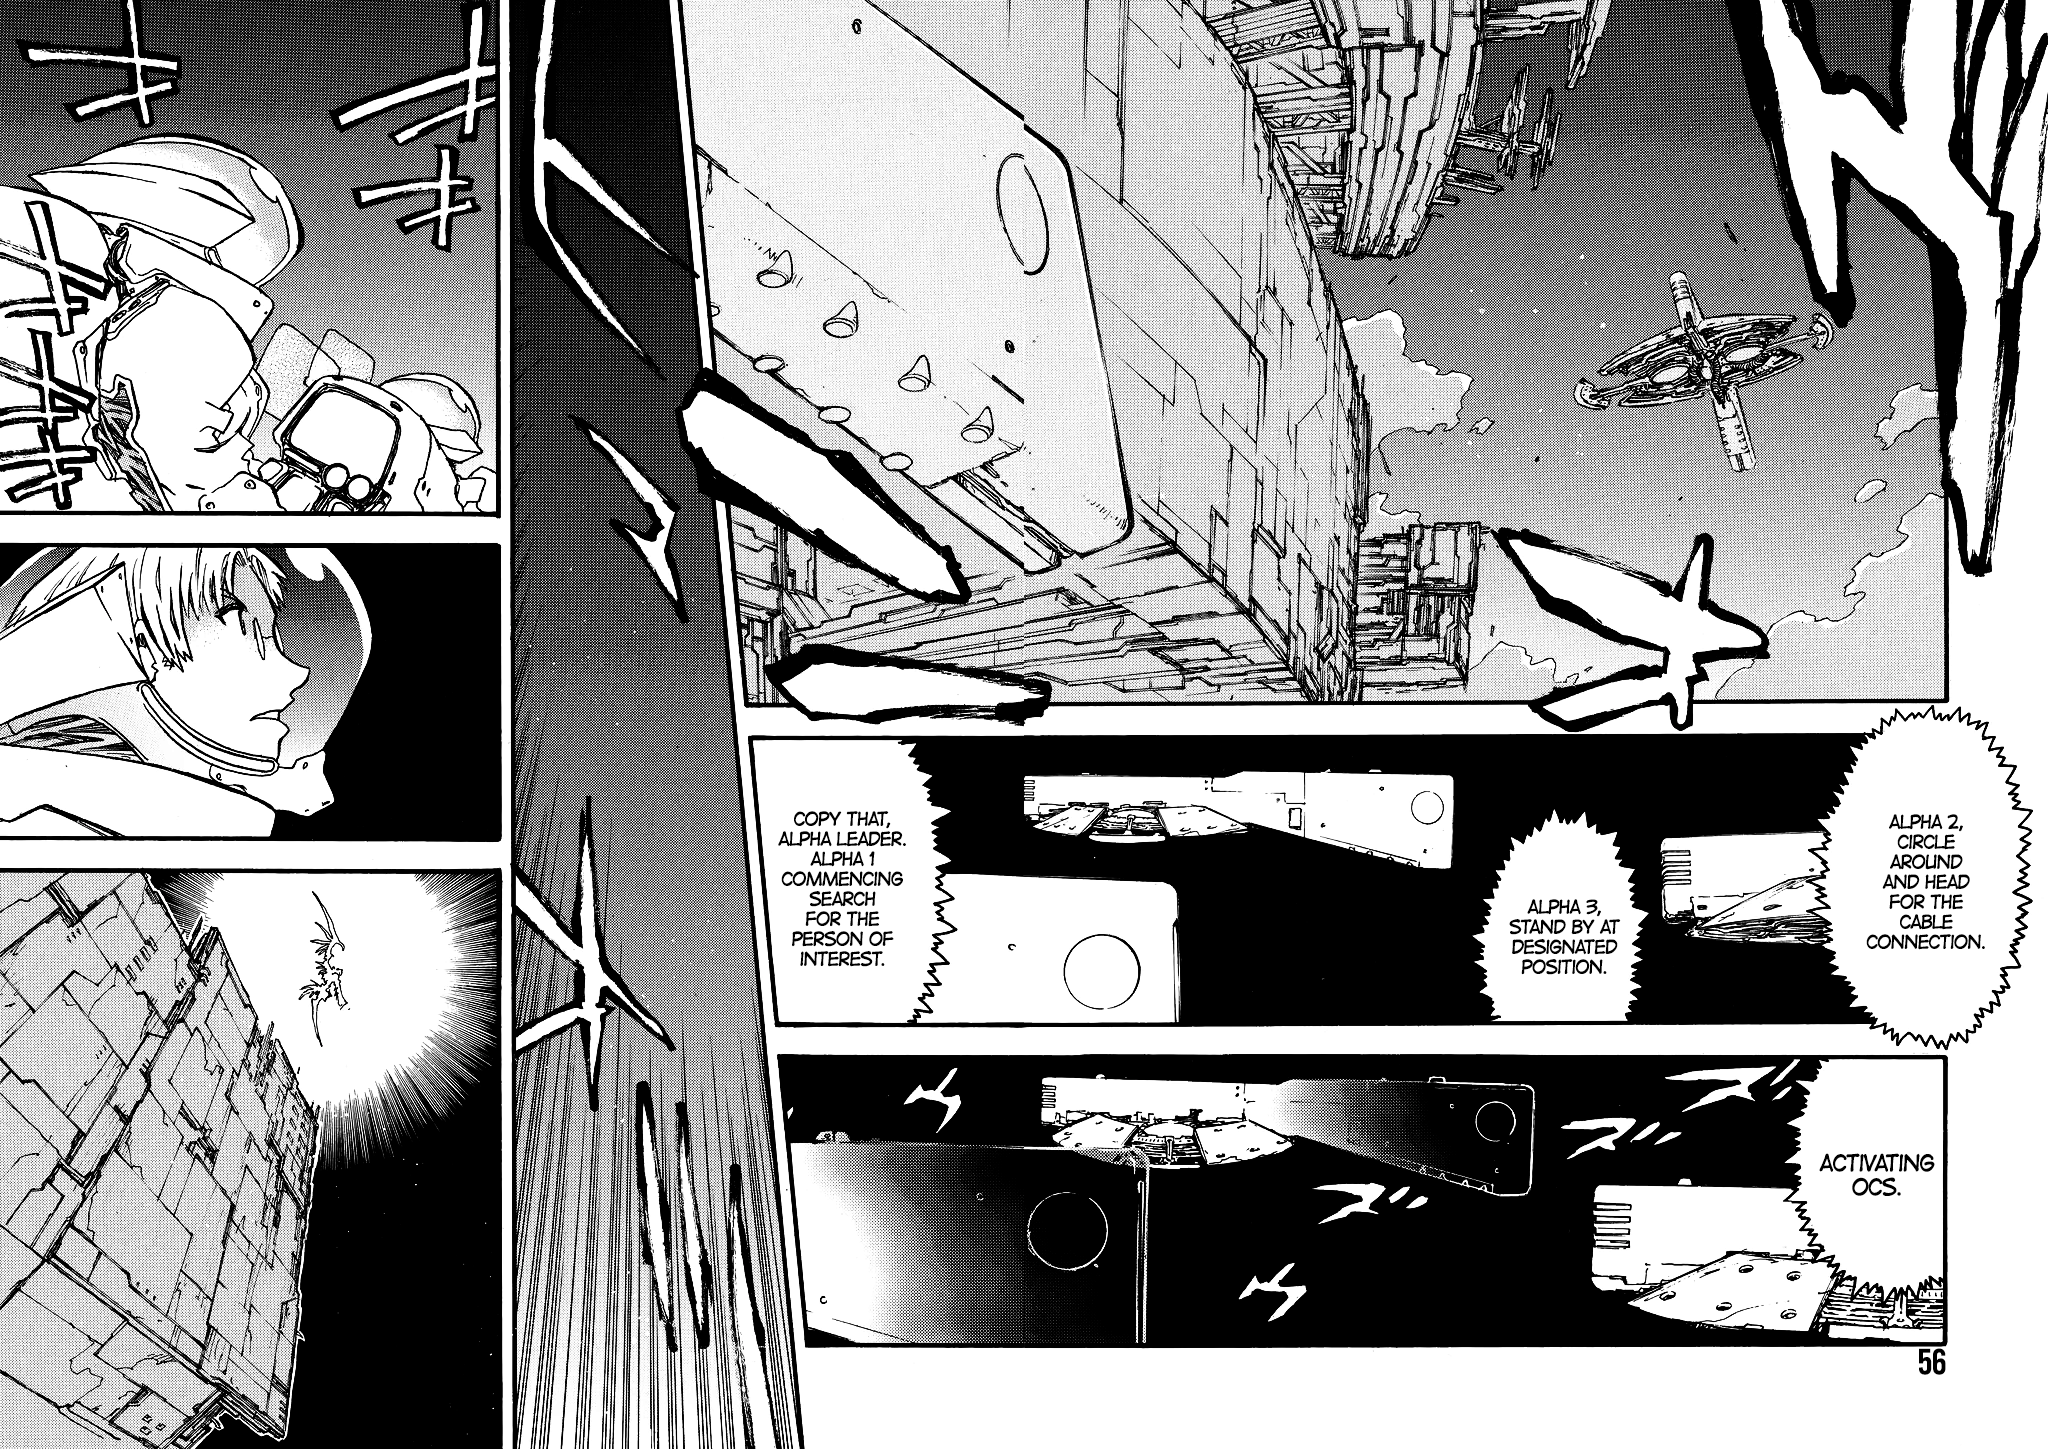 ALPHA 2,
CIRCLE
AROUND
AND HEAD
FOR THE
CABLE
CONNECTION.
ALPHA 3,
STAND BY AT
DESIGNATED
POSITION.
COPY THAT,
ALPHA LEADER.
ALPHA 1
COMMENCING
SEARCH
FOR THE
PERSON OF
INTEREST.
ACTIVATING
OCS.
56